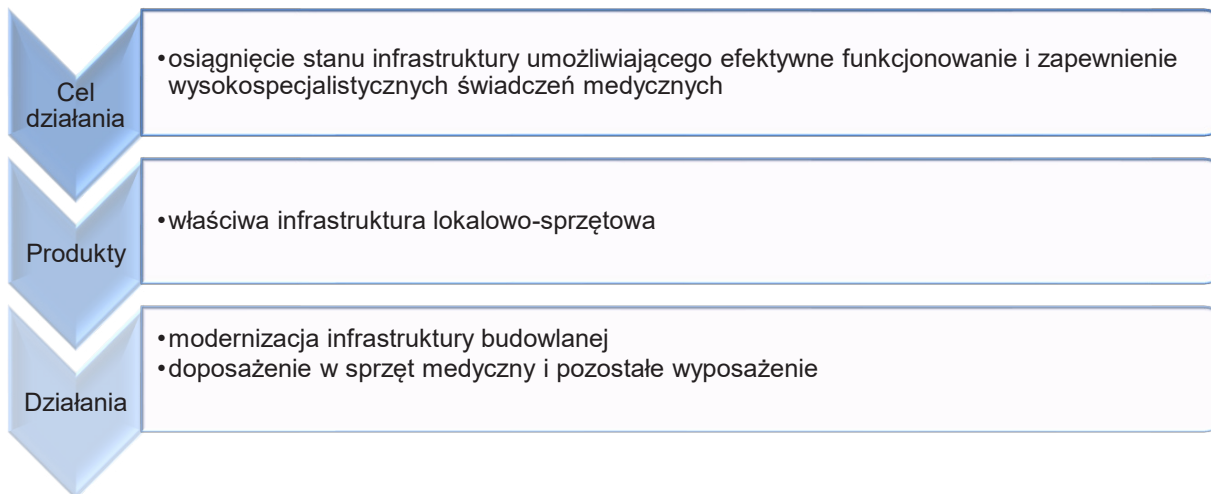 Cel
działania
•osiągnięcie stanu infrastruktury umożliwiającego efektywne funkcjonowanie i zapewnienie
wysokospecjalistycznych świadczeń medycznych
Produkty
•właściwa infrastruktura lokalowo-sprzętowa
Działania
•modernizacja infrastruktury budowlanej
•doposażenie w sprzęt medyczny i pozostałe wyposażenie